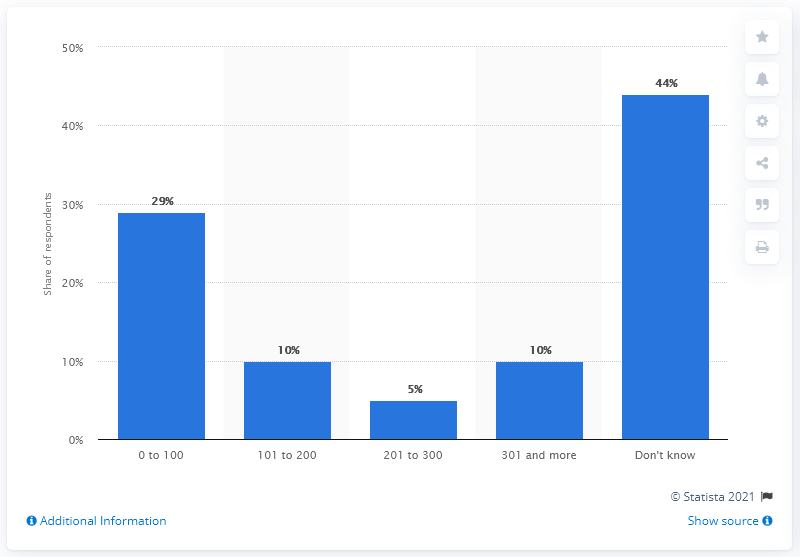 50%
44%
40%
30%
29%
20%
10%
10%
10%
5%
0%
Share of respondents
0 to 100
101 to 200
201 to 300
301 and more
Don't know
© Statista 2021
Additional Information
Show source